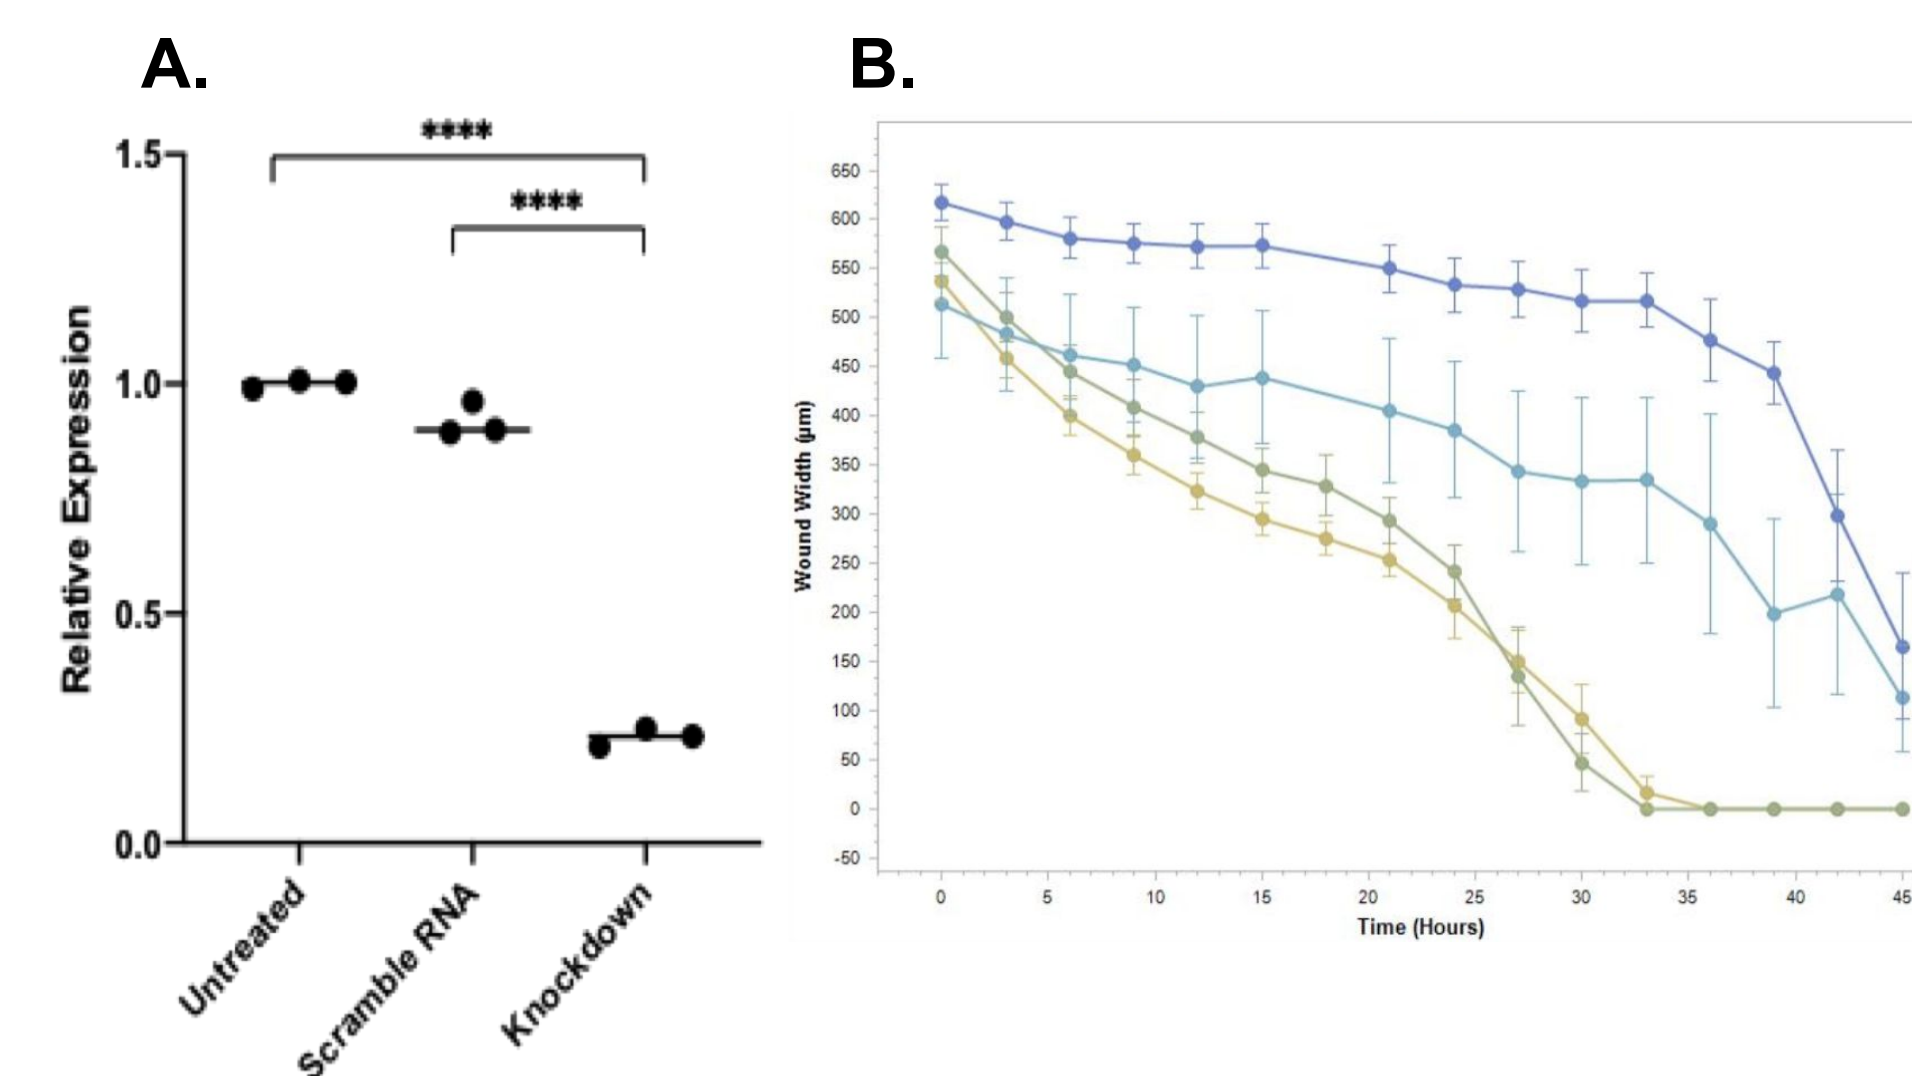 A.
B.
****
****
1.5
1.0
0.5
0.0
Relative Expression
Untreated
Scramble RNA
Knockdown
650
600
550
500
450
400
350
300
250
200
150
100
50
0
-50
Wound Width (μm)
0 5 10 15 20 25 30 35 40 45
Time (Hours)